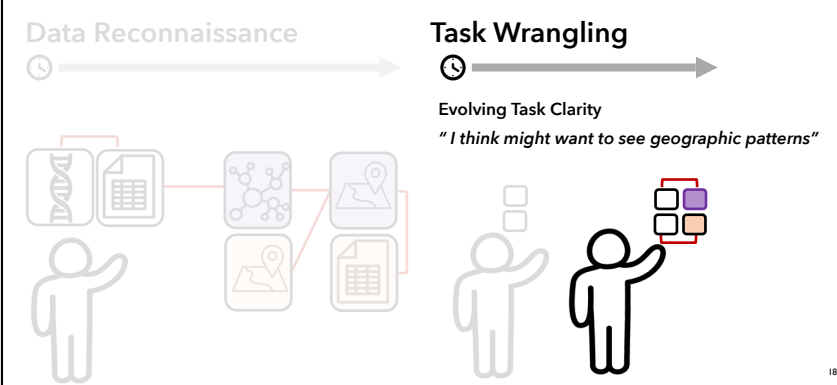 Data Reconnaissance
Task Wrangling
Evolving Task Clarity
“ I think might want to see geographic patterns”
18